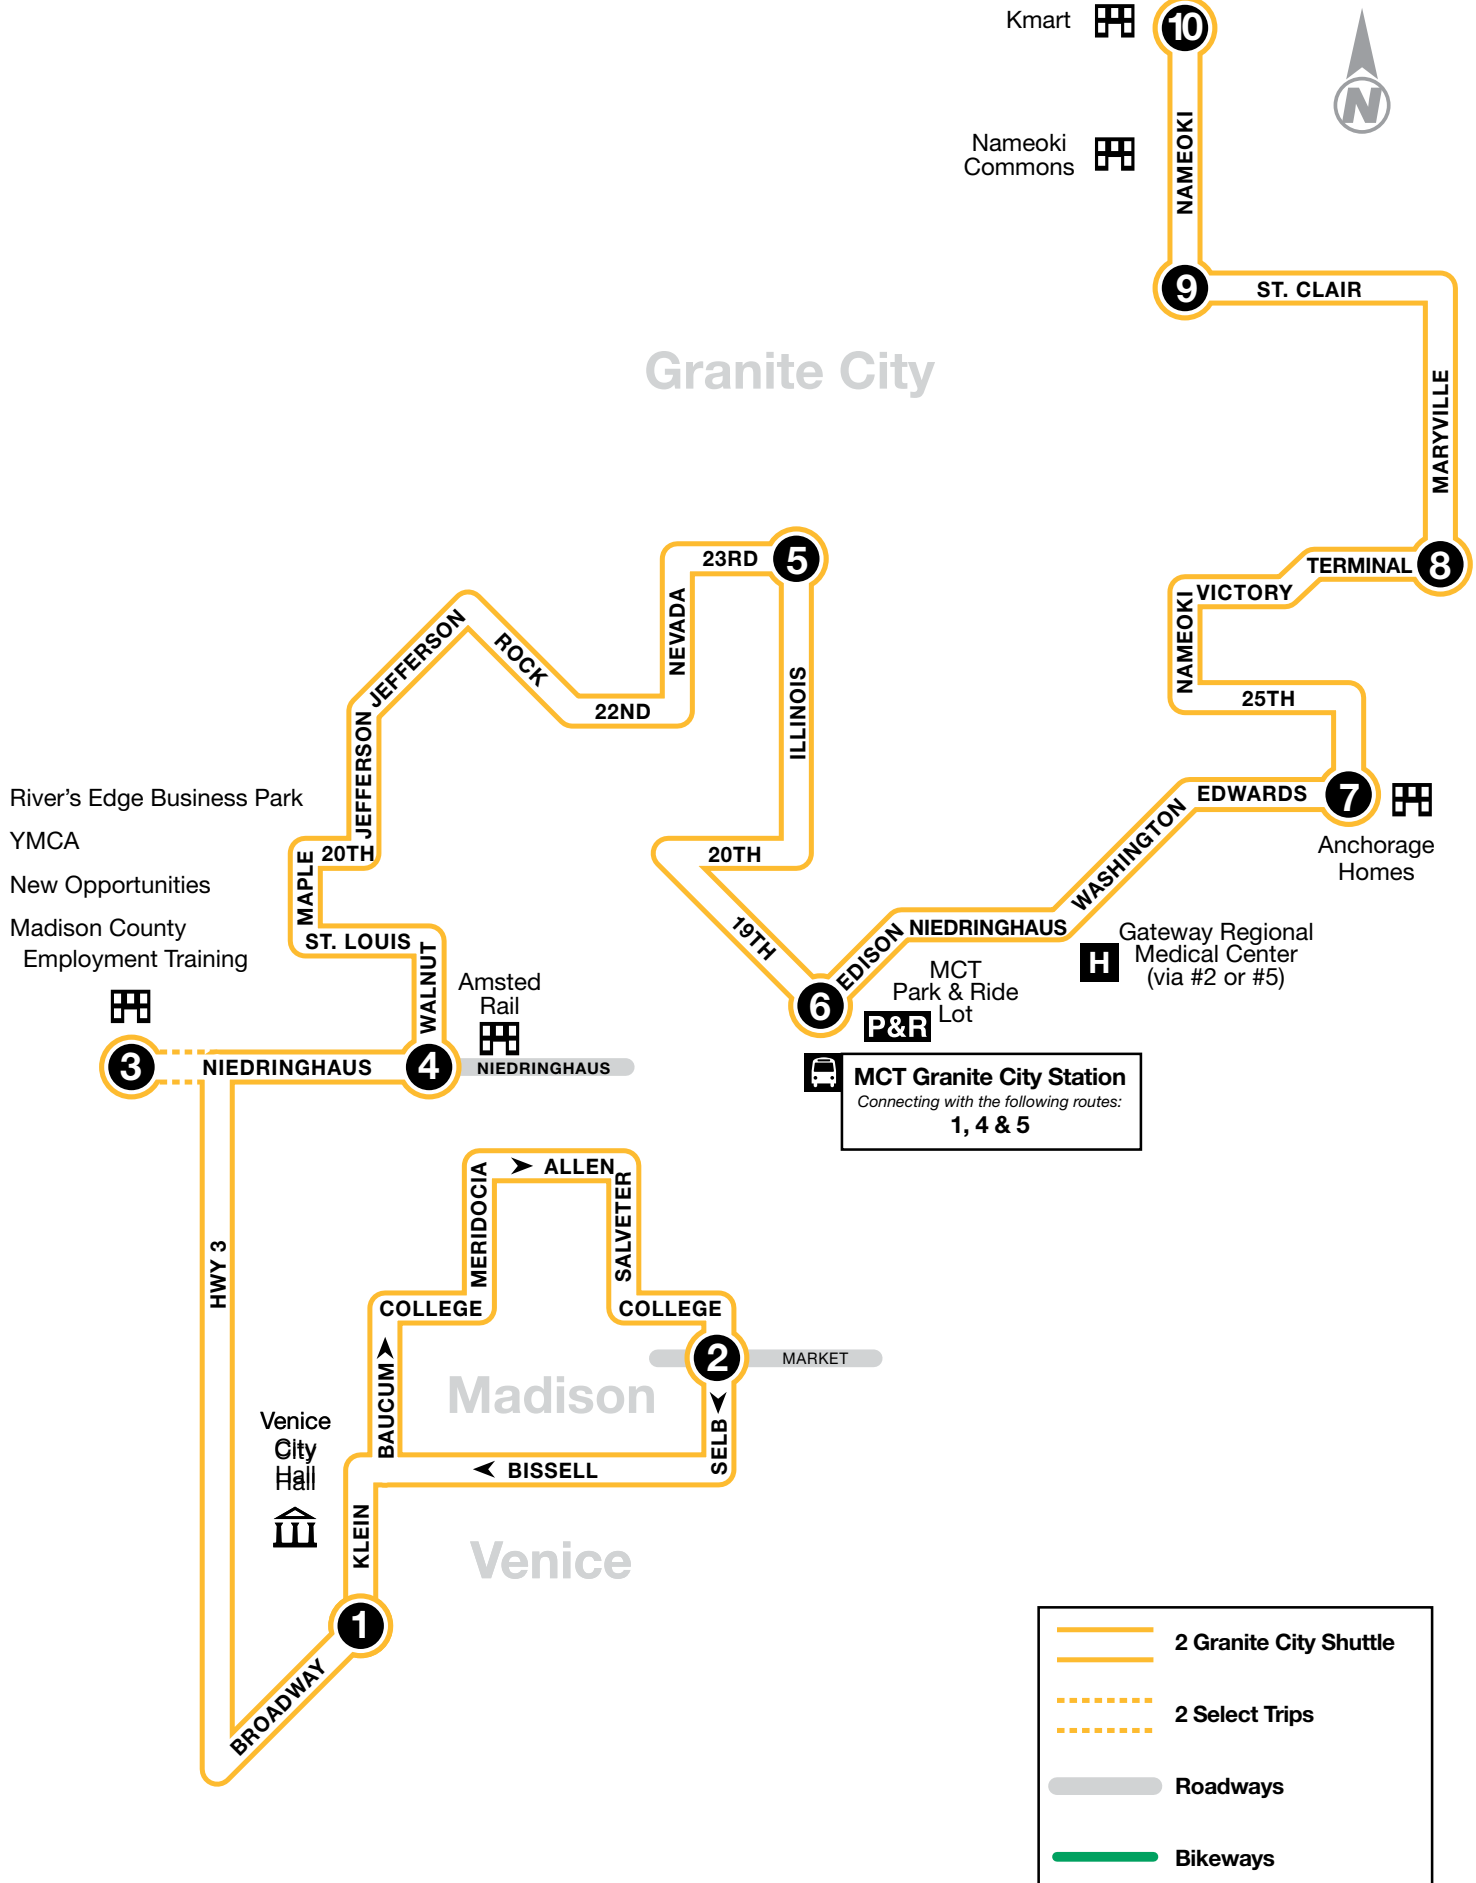 Kmart
10
N
Nameoki
Commons
NAMEOKI
9
ST. CLAIR
Granite City
MARYVILLE
5
23RD
NEVADA
8
TERMINAL
VICTORY
NAMEOKI
25TH
JEFFERSON
ROCK
22ND
ILLINOIS
JEFFERSON
River's Edge Business Park
YMCA
New Opportunities
Madison County
Employment Training
20TH
MAPLE
ST. LOUIS
WALNUT
20TH
19TH
7
EDWARDS
Anchorage
Homes
WASHINGTON
NIEDRINGHAUS
EDISON
Gateway Regional
Medical Center
(via #2 or #5)
H
MCT
Park & Ride
Lot
P&R
6
Amsted
Rail
3
NIEDRINGHAUS
4
NIEDRINGHAUS
MCT Granite City Station
Connecting with the following routes:
1, 4 & 5
HWY 3
MERIDOCIA
ALLEN
SALVETER
COLLEGE
COLLEGE
2
MARKET
BAUCUM
Madison
SELB
Venice
City
Hall
BISSELL
KLEIN
Venice
1
BROADWAY
2 Granite City Shuttle
2 Select Trips
Roadways
Bikeways